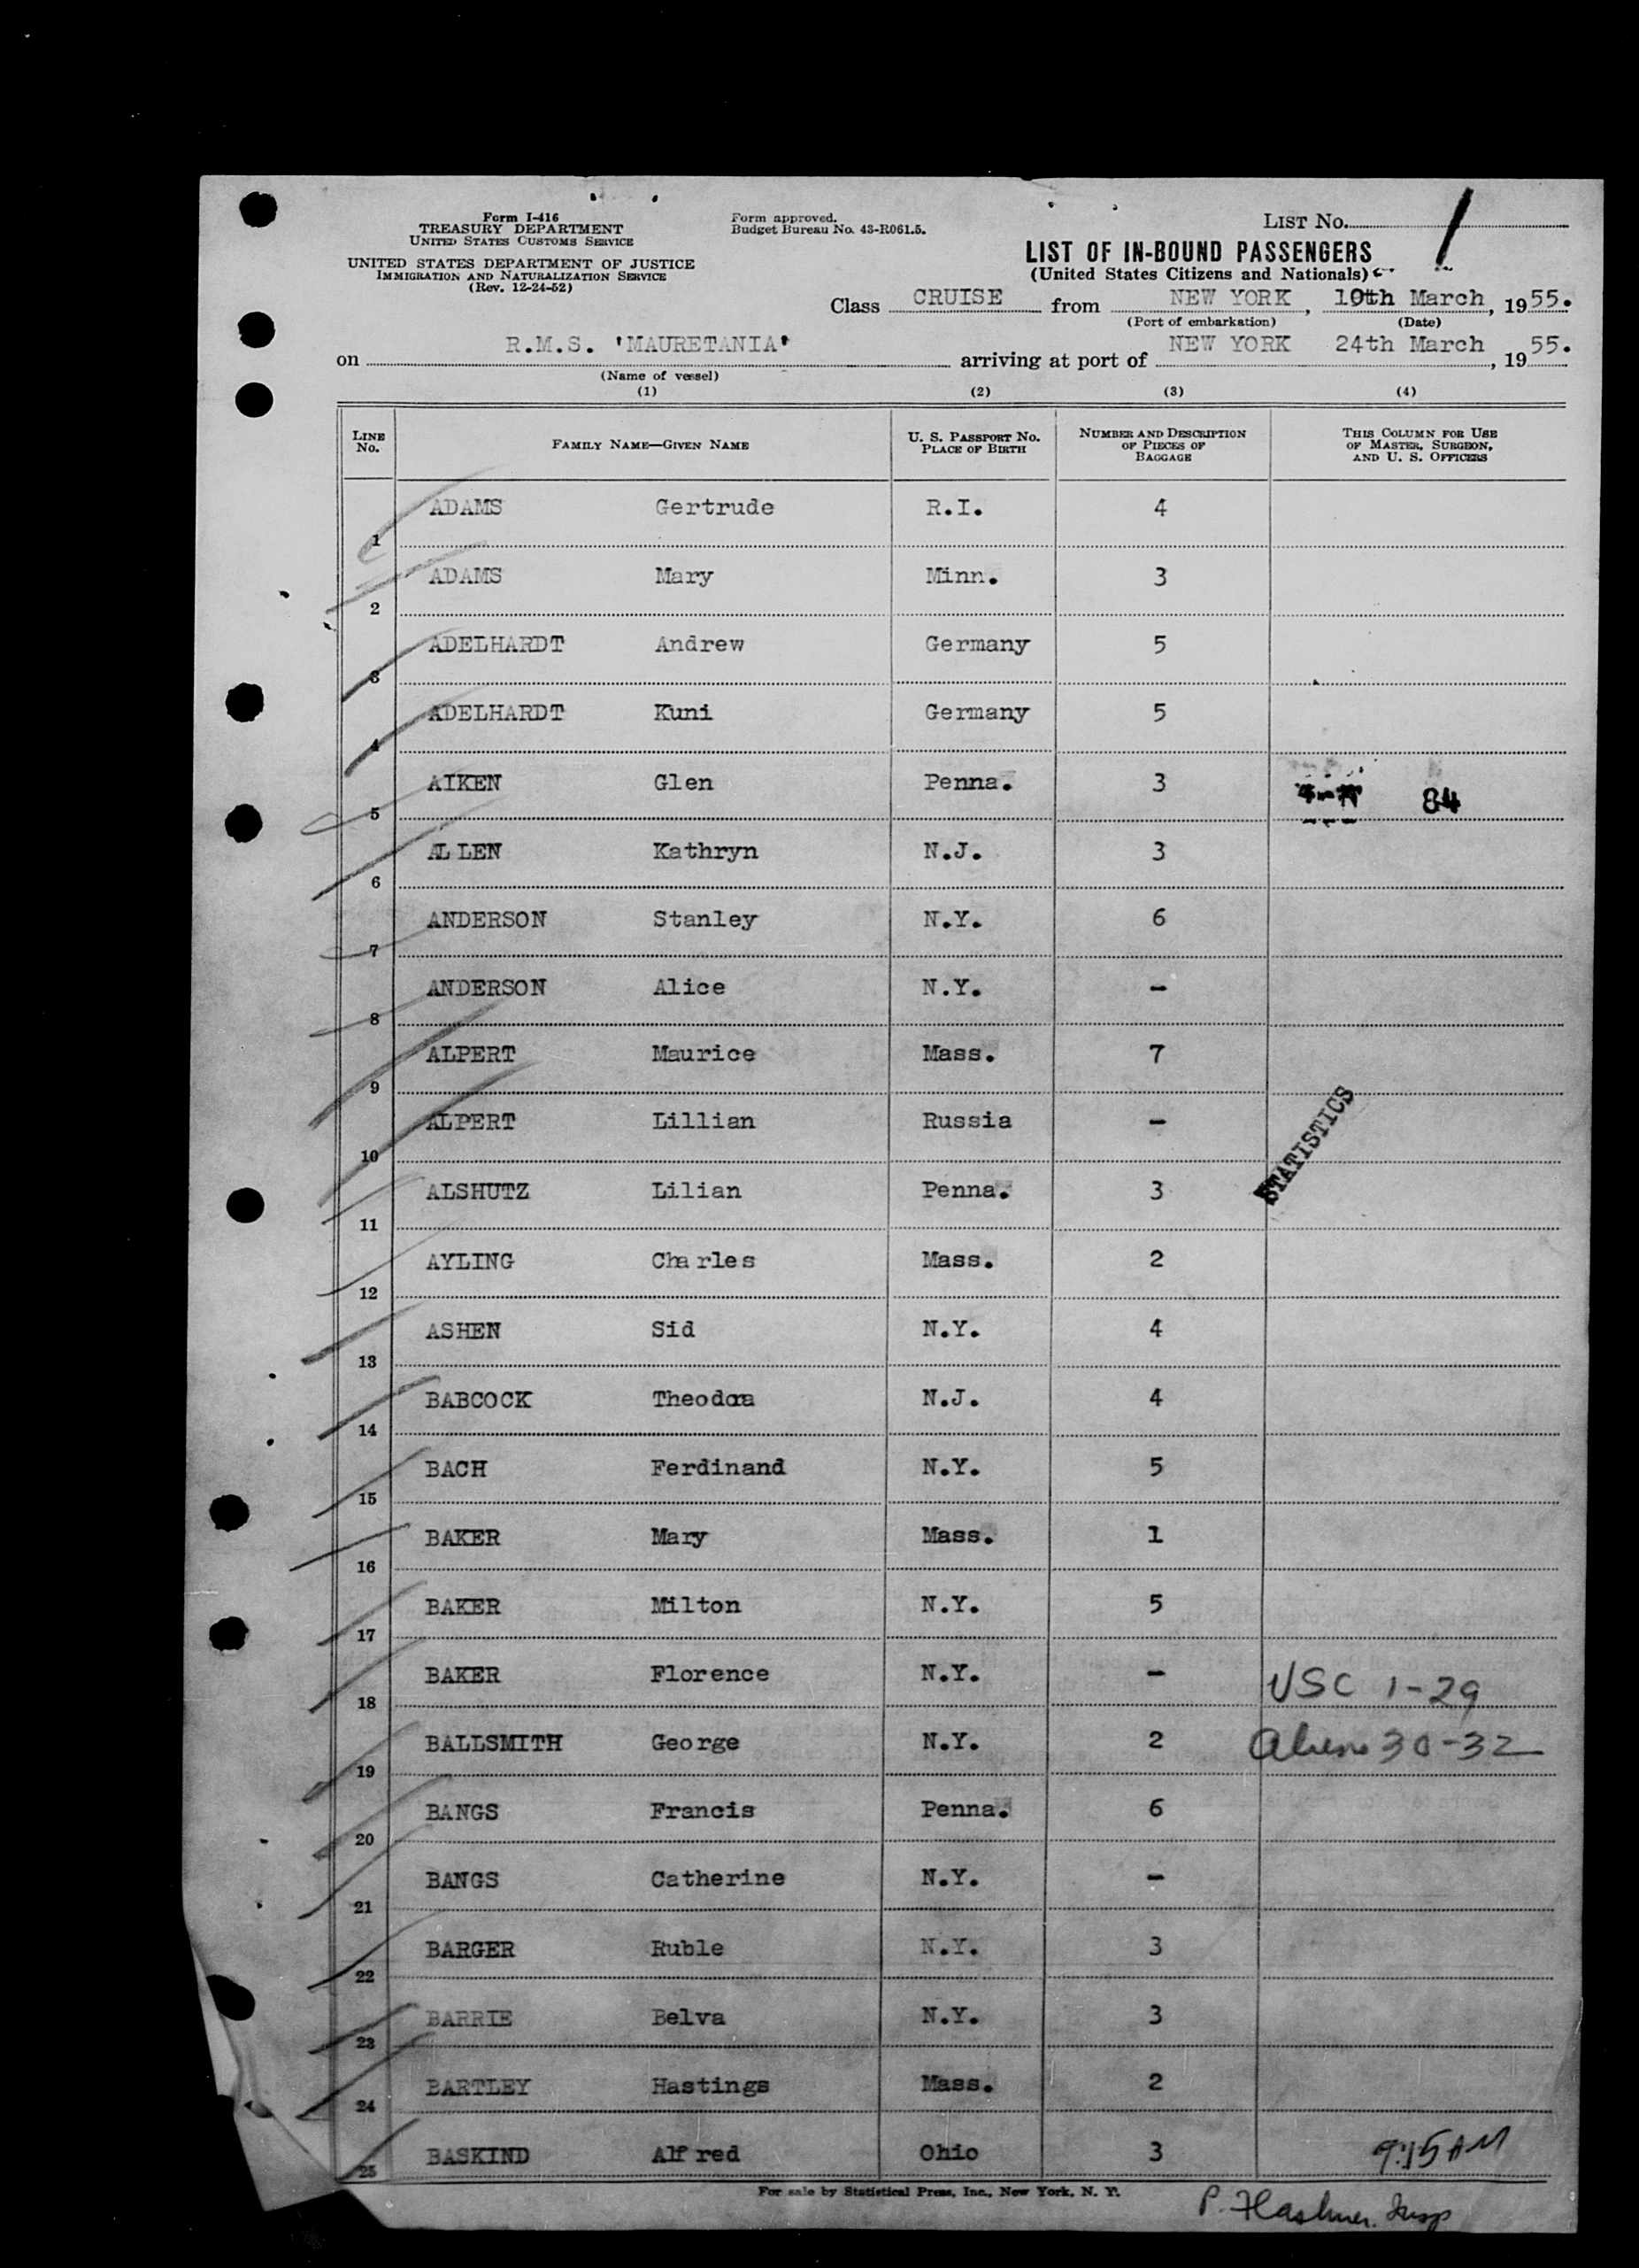 Form I-416
TREASURY DEPARTMENT
UNITED STATES CUSTOMS SERVICE
UNITED STATES DEPARTMENT OF JUSTICE
IMMIGRATION AND NATURALIZATION SERVICE
(Rev. 12-24-52)
Form approved.
Budget Bureau No. 43-R061.5.
LIST NO. 1
LIST OF IN-BOUND PASSENGERS
(United States Citizens and Nationals)
Class CRUISE from NEW YORK, 10th March, 1955.
(Port of embarkation) (Date)
on R.M.S. 'MAURETANIA' arriving at port of NEW YORK 24th March, 1955.
(Name of vessel)
(1) (2) (3) (4)
LINE NO. FAMILY NAME—GIVEN NAME U. S. PASSPORT NO. PLACE OF BIRTH NUMBER AND DESCRIPTION OF PIECES OF BAGGAGE THIS COLUMN FOR USE OF MASTER, SURGEON, AND U. S. OFFICERS
1 ADAMS Gertrude R.I. 4
2 ADAMS Mary Minn. 3
3 ADELHARDT Andrew Germany 5
4 ADELHARDT Kuni Germany 5
5 AIKEN Glen Penna. 3 84
6 ALLEN Kathryn N.J. 3
7 ANDERSON Stanley N.Y. 6
8 ANDERSON Alice N.Y. -
9 ALPERT Maurice Mass. 7
10 ALPERT Lillian Russia -
STATISTICS
11 ALSHUTZ Lilian Penna. 3
12 AYLING Charles Mass. 2
13 ASHEN Sid N.Y. 4
14 BABCOCK Theodora N.J. 4
15 BACH Ferdinand N.Y. 5
16 BAKER Mary Mass. 1
17 BAKER Milton N.Y. 5
18 BAKER Florence N.Y. - USC 1-29
19 BALLSMITH George N.Y. 2 Aliens 30-32
20 BANGS Francis Penna. 6
21 BANGS Catherine N.Y. -
22 BARGER Ruble N.Y. 3
23 BARRIE Belva N.Y. 3
24 BARTLEY Hastings Mass. 2
25 BASKIND Alfred Ohio 3 9:15 AM
For sale by Statistical Press, Inc., New York, N. Y.
P. Insp